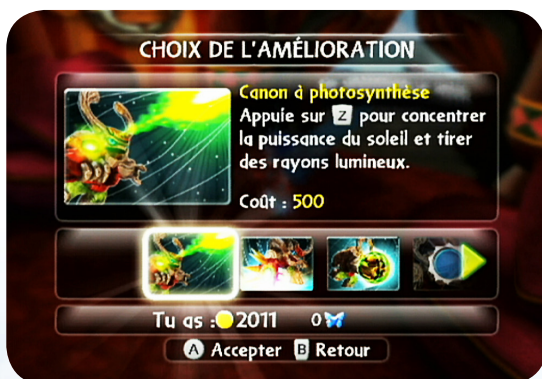 CHOIX DE L'AMÉLIORATION
Canon à photosynthèse
Appuie sur Z pour concentrer
la puissance du soleil et tirer
des rayons lumineux.
Coût : 500
Tu as : 2011 0
A Accepter B Retour